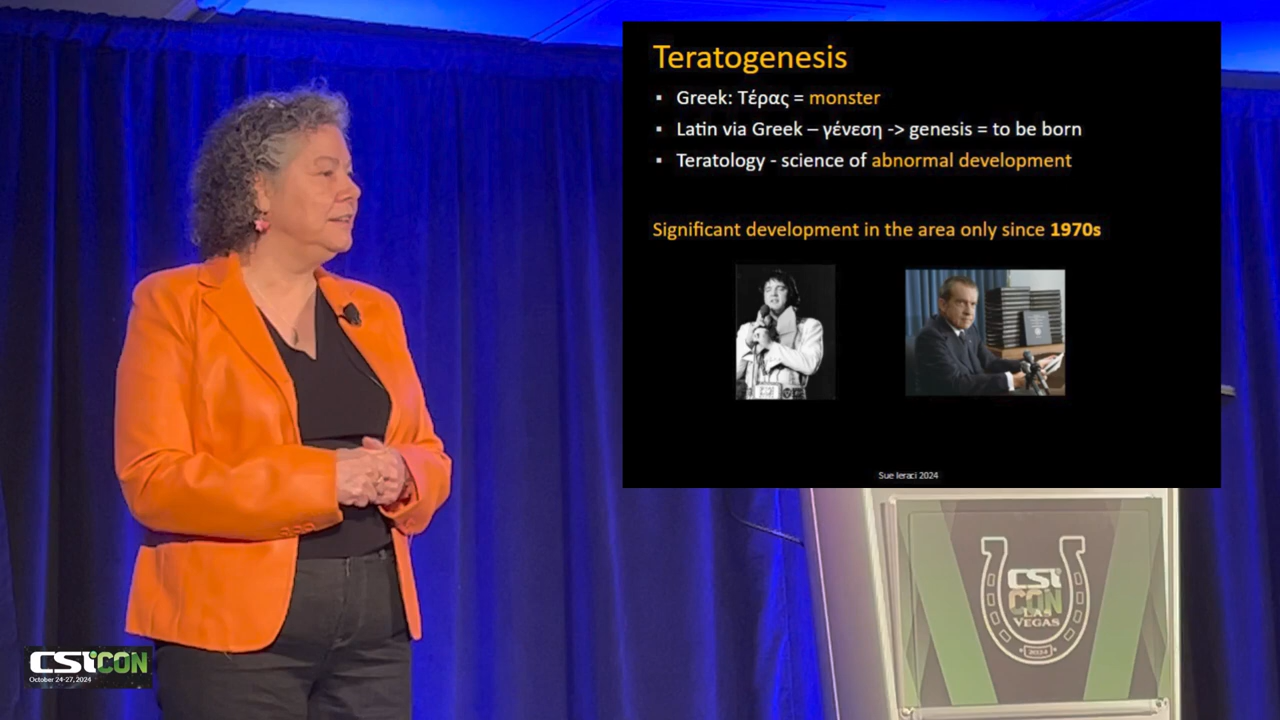 Teratogenesis
▪ Greek: Τέρας = monster
▪ Latin via Greek – γένεση -> genesis = to be born
▪ Teratology - science of abnormal development
Significant development in the area only since 1970s
Sue Ieraci 2024
CSI
CON
LAS
VEGAS
2024
CSICON
October 24-27, 2024